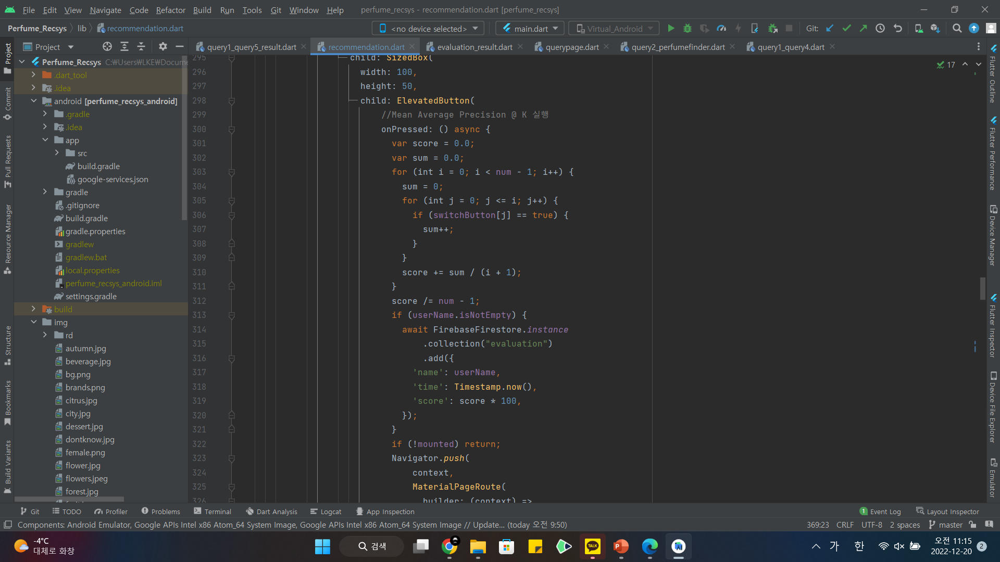 File Edit View Navigate Code Refactor Build Run Tools Git Window Help perfume_recsys - recommendation.dart [perfume_recsys]
Perfume_Recsys lib recommendation.dart <no device selected> main.dart Virtual_Android Git:
Project query1_query5_result.dart recommendation.dart evaluation_result.dart querypage.dart query2_perfumefinder.dart query1_query4.dart
Project
Commit
Pull Requests
Resource Manager
Structure
Bookmarks
Build Variants
Perfume_Recsys C:₩Users₩LKE₩Docume
.dart_tool
.idea
android [perfume_recsys_android]
.gradle
.idea
app
src
build.gradle
google-services.json
gradle
.gitignore
build.gradle
gradle.properties
gradlew
gradlew.bat
local.properties
perfume_recsys_android.iml
settings.gradle
build
img
rd
autumn.jpg
beverage.jpg
bg.png
brands.png
citrus.jpg
city.jpg
dessert.jpg
dontknow.jpg
female.png
flower.jpg
flowers.jpeg
forest.jpg
295 child: SizedBox(
296 width: 100,
297 height: 50,
298 child: ElevatedButton(
299 //Mean Average Precision @ K 실행
300 onPressed: () async {
301 var score = 0.0;
302 var sum = 0.0;
303 for (int i = 0; i < num - 1; i++) {
304 sum = 0;
305 for (int j = 0; j <= i; j++) {
306 if (switchButton[j] == true) {
307 sum++;
308 }
309 }
310 score += sum / (i + 1);
311 }
312 score /= num - 1;
313 if (userName.isNotEmpty) {
314 await FirebaseFirestore.instance
315 .collection("evaluation")
316 .add({
317 'name': userName,
318 'time': Timestamp.now(),
319 'score': score * 100,
320 });
321 }
322 if (!mounted) return;
323 Navigator.push(
324 context,
325 MaterialPageRoute(
326 builder: (context) =>
17
Flutter Outline
Flutter Performance
Device Manager
Flutter Inspector
Device File Explorer
Emulator
Git TODO Profiler Problems Terminal Dart Analysis Logcat App Inspection 1 Event Log Layout Inspector
Components: Android Emulator, Google APIs Intel x86 Atom_64 System Image, Google APIs Intel x86 Atom_64 System Image // Update... (today 오전 9:50) 369:23 CRLF UTF-8 2 spaces master
-4°C
대체로 화창
검색
TALK
P
가 한
오전 11:15
2022-12-20
2